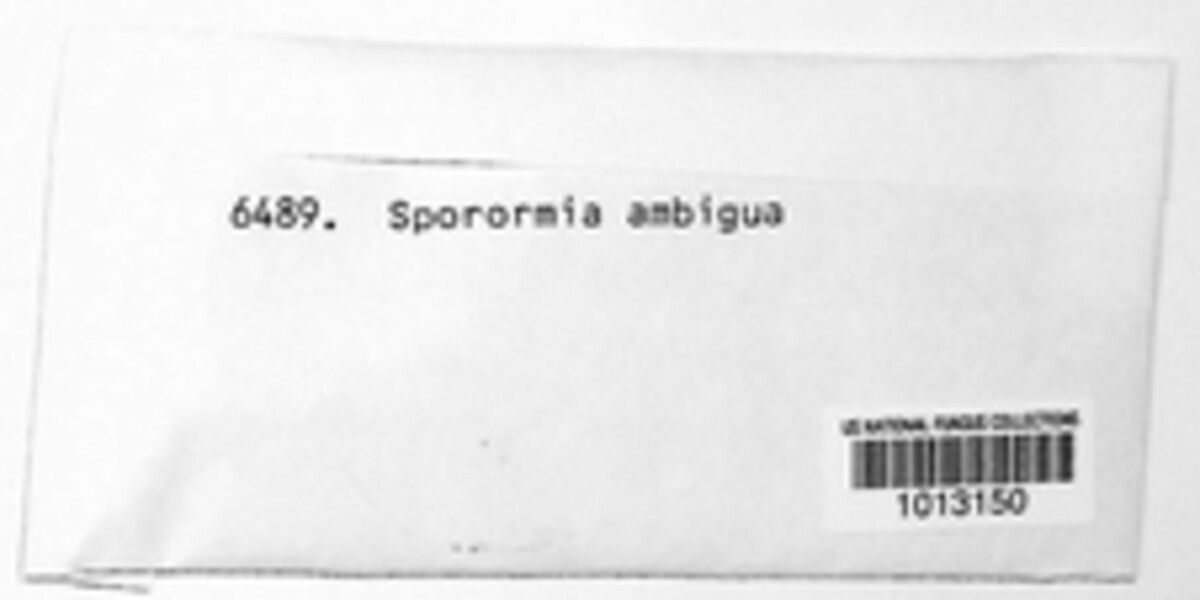 6489. Sporormia ambigua
US NATIONAL FUNGUS COLLECTIONS
1013150